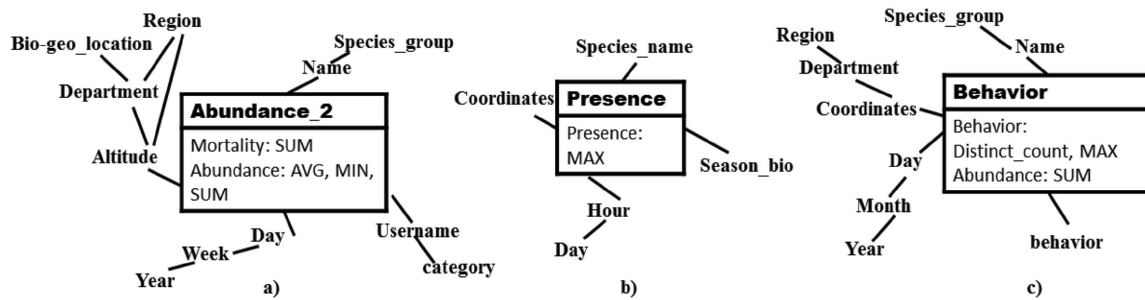 Region
Bio-geo_location
Department
Altitude
Species_group
Name
Abundance_2
Mortality: SUM
Abundance: AVG, MIN,
SUM
Day
Week
Year
Username
category
a)
Species_name
Coordinates
Presence
Presence:
MAX
Season_bio
Hour
Day
b)
Species_group
Name
Region
Department
Coordinates
Behavior
Behavior:
Distinct_count, MAX
Abundance: SUM
Day
Month
Year
behavior
c)